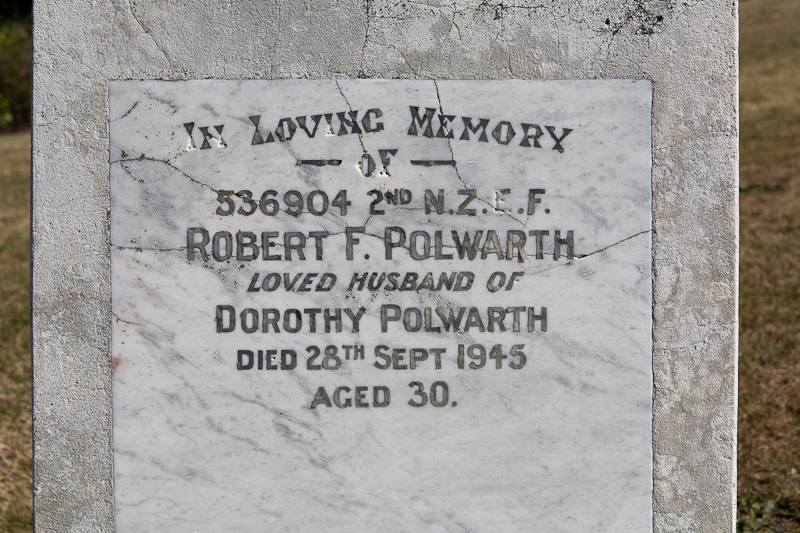 IN LOVING MEMORY
— OF —
536904 2ND N.Z.E.F.
ROBERT F. POLWARTH
LOVED HUSBAND OF
DOROTHY POLWARTH
DIED 28TH SEPT 1945
AGED 30.